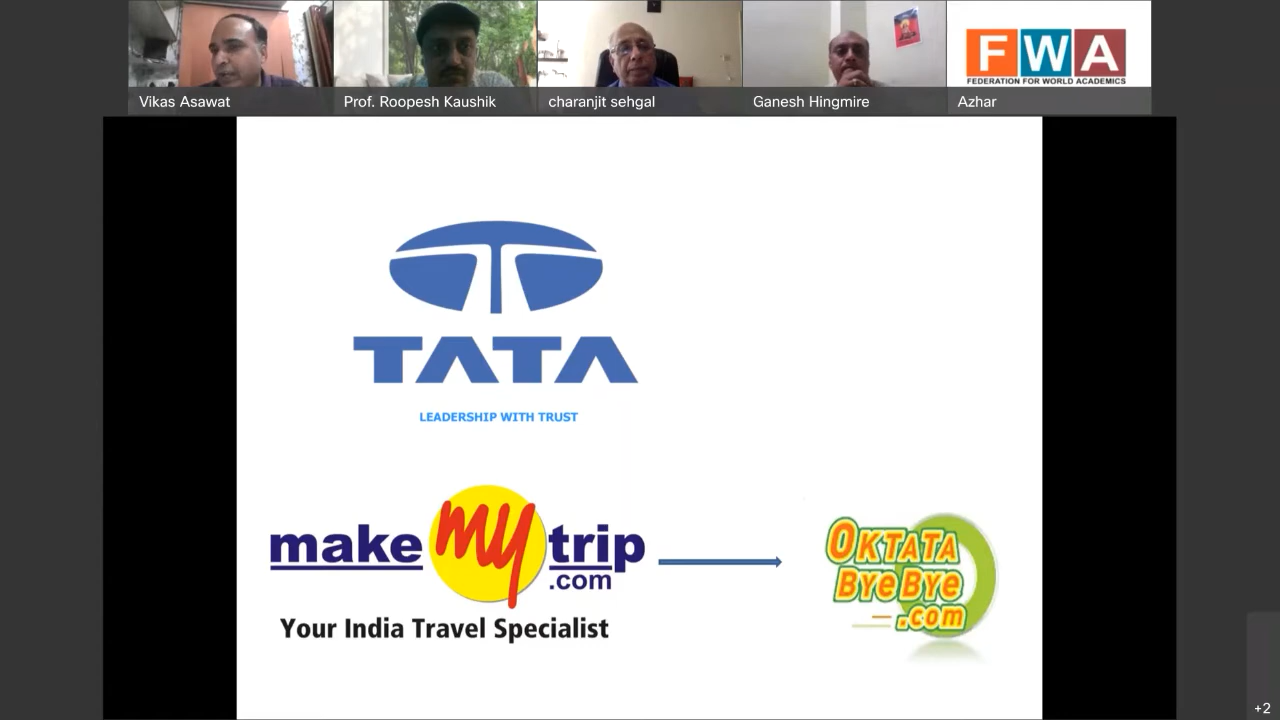 FWA
FEDERATION FOR WORLD ACADEMICS
Vikas Asawat
Prof. Roopesh Kaushik
charanjit sehgal
Ganesh Hingmire
Azhar
TATA
LEADERSHIP WITH TRUST
make my trip
.com
Your India Travel Specialist
OKTATA
BYEBYE
.com
+2